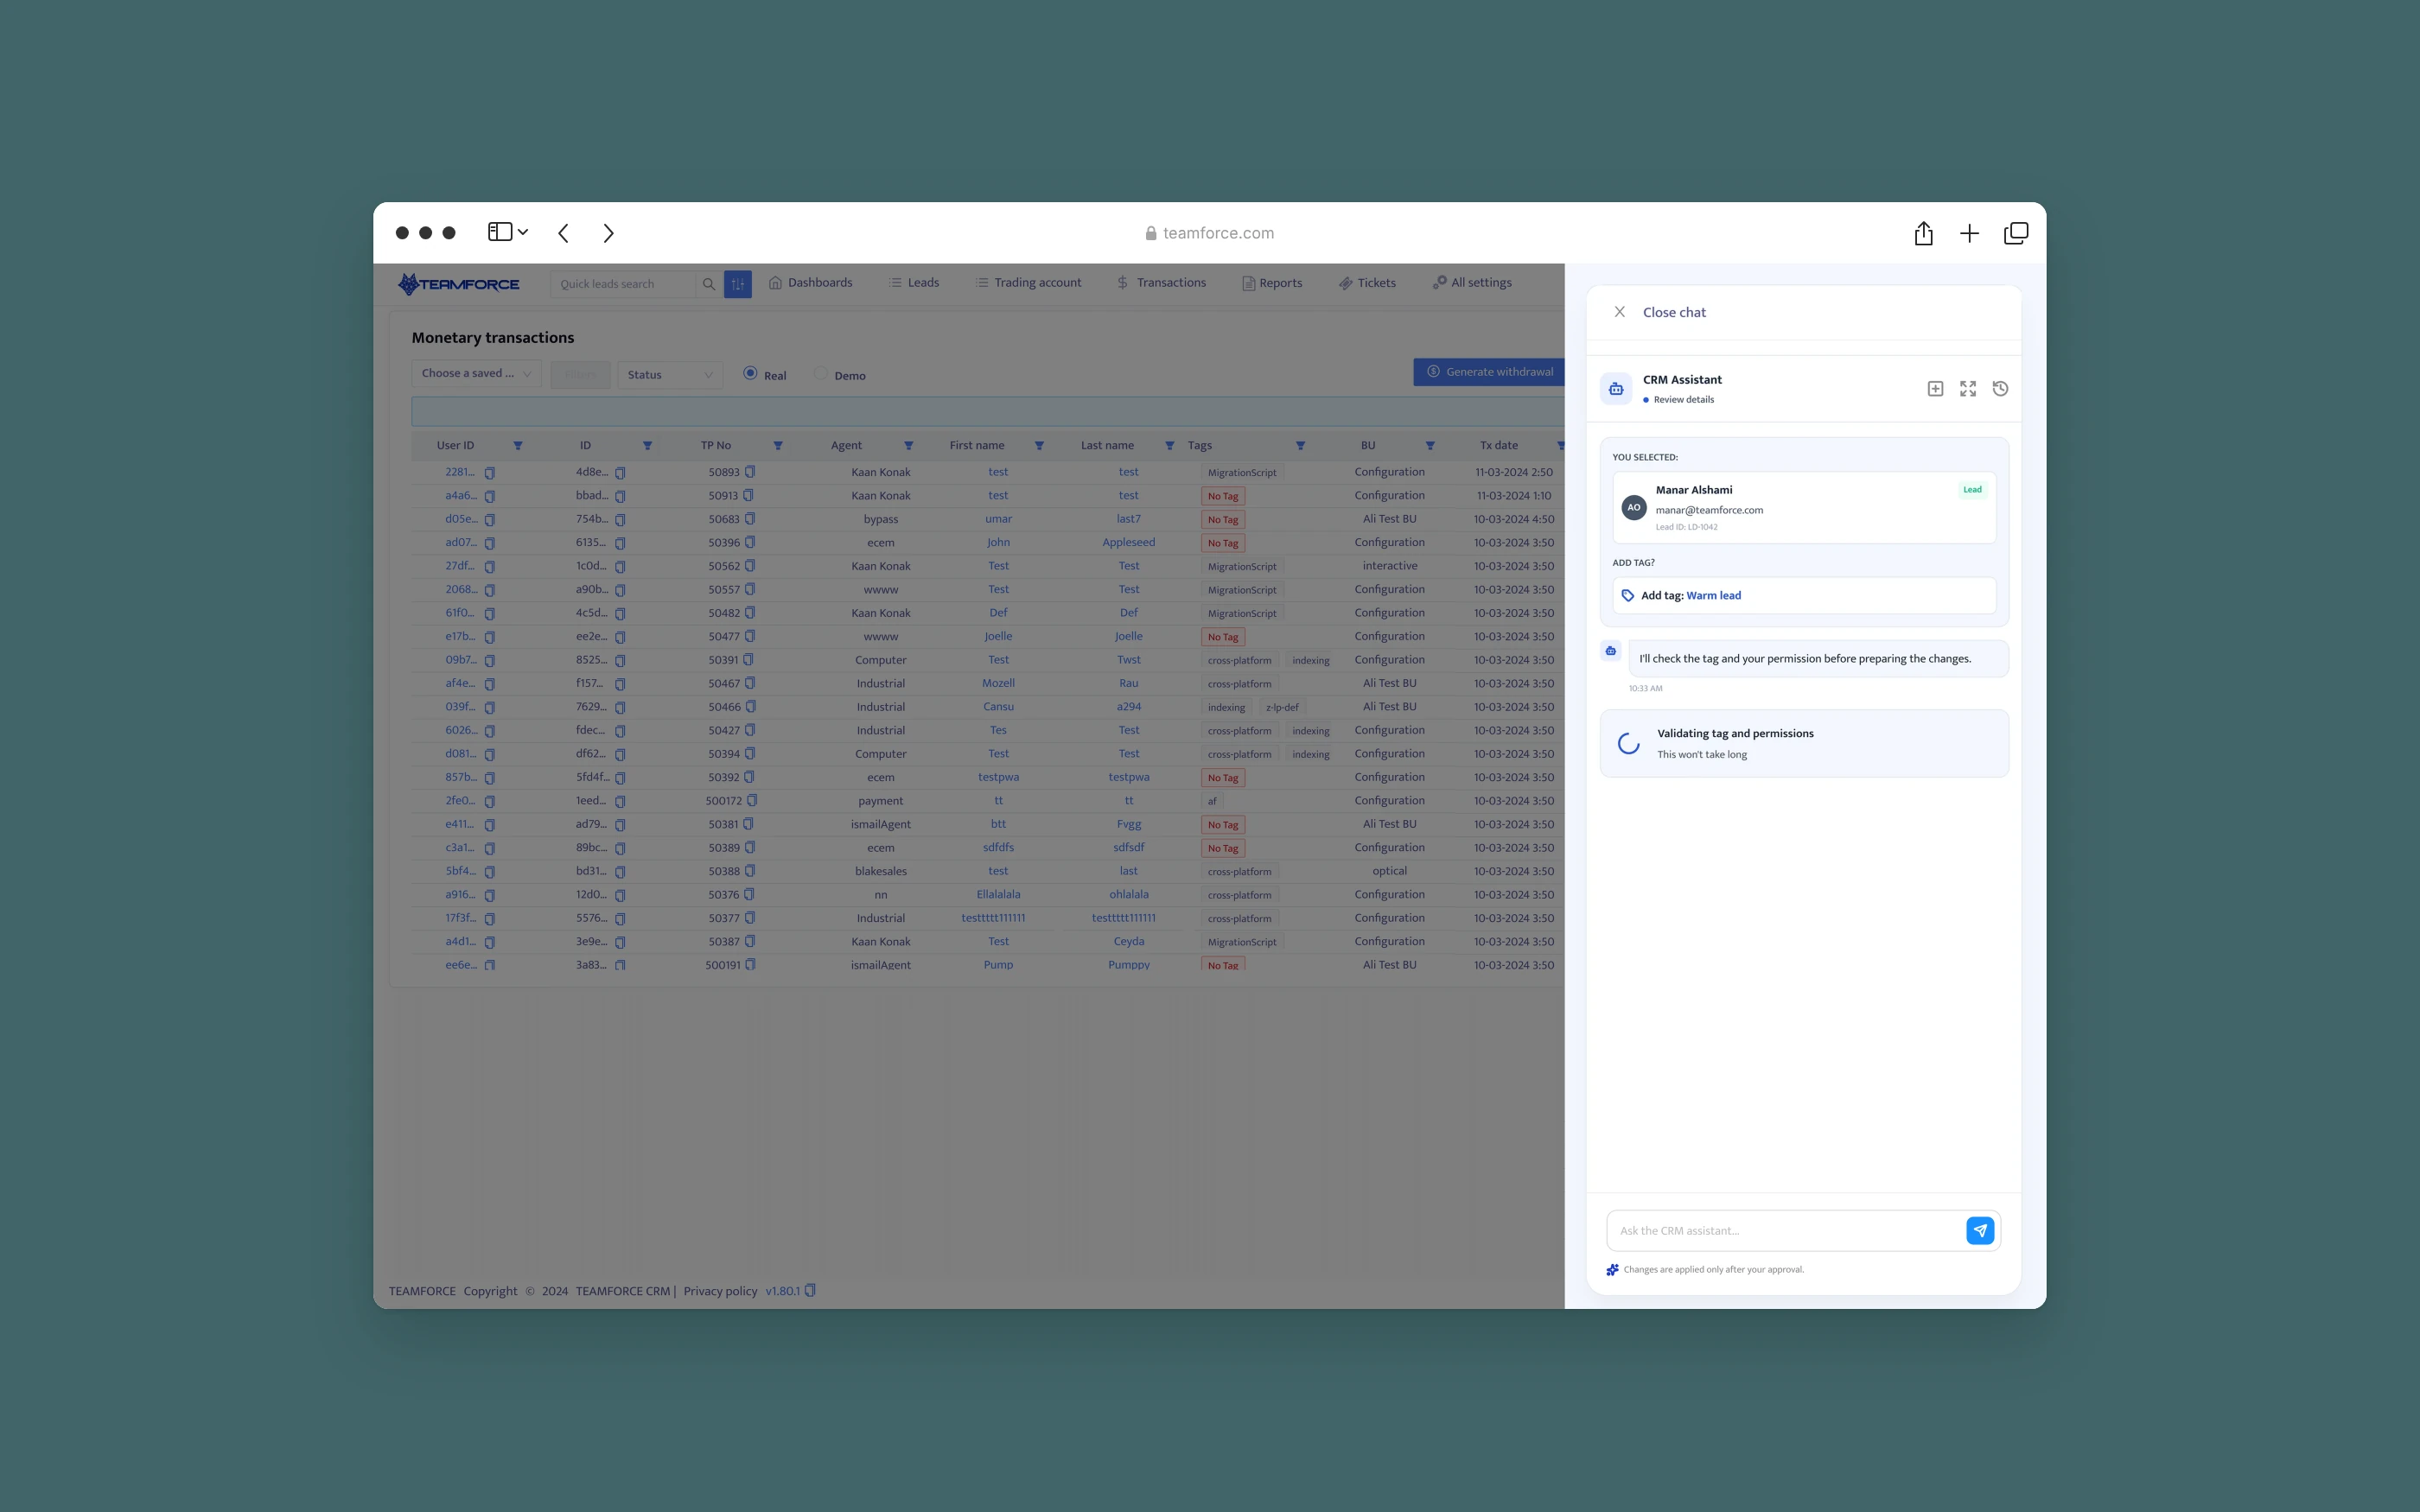 teamforce.com
TEAMFORCE
Quick leads search
Dashboards
Leads
Trading account
Transactions
Reports
Tickets
All settings
Monetary transactions
Choose a saved ...
Status
Real
Demo
Generate withdrawal
User ID ID TP No Agent First name Last name Tags BU Tx date
2281... 4d8e... 50893 Kaan Konak test test MigrationScript Configuration 11-03-2024 2:50
a4a6... bbad... 50913 Kaan Konak test test No Tag Configuration 11-03-2024 1:10
d05e... 754b... 50683 bypass umar last7 No Tag Ali Test BU 10-03-2024 4:50
ad07... 6135... 50396 ecem John Appleseed No Tag Configuration 10-03-2024 3:50
27df... 1c0d... 50562 Kaan Konak Test Test MigrationScript interactive 10-03-2024 3:50
2068... a90b... 50557 wwww Test Test MigrationScript Configuration 10-03-2024 3:50
61f0... 4c5d... 50482 Kaan Konak Def Def MigrationScript Configuration 10-03-2024 3:50
e17b... ee2e... 50477 wwww Joelle Joelle No Tag Configuration 10-03-2024 3:50
09b7... 8525... 50391 Computer Test Twst cross-platform indexing Configuration 10-03-2024 3:50
af4e... f157... 50467 Industrial Mozell Rau cross-platform Ali Test BU 10-03-2024 3:50
039f... 7629... 50466 Industrial Cansu a294 indexing z-lp-def Ali Test BU 10-03-2024 3:50
6026... fdec... 50427 Industrial Tes Test cross-platform indexing Configuration 10-03-2024 3:50
d081... df62... 50394 Computer Test Test cross-platform indexing Configuration 10-03-2024 3:50
857b... 5fd4f... 50392 ecem testpwa testpwa No Tag Configuration 10-03-2024 3:50
2fe0... 1eed... 500172 payment tt tt af Configuration 10-03-2024 3:50
e411... ad79... 50381 ismailAgent btt Fvgg No Tag Ali Test BU 10-03-2024 3:50
c3a1... 89bc... 50389 ecem sdfdfs sdfsdf No Tag Configuration 10-03-2024 3:50
5bf4... bd31... 50388 blakesales test last cross-platform optical 10-03-2024 3:50
a916... 12d0... 50376 nn Ellalalala ohlalala cross-platform Configuration 10-03-2024 3:50
17f3f... 5576... 50377 Industrial testtttt111111 testtttt111111 cross-platform Configuration 10-03-2024 3:50
a4d1... 3e9e... 50387 Kaan Konak Test Ceyda MigrationScript Configuration 10-03-2024 3:50
ee6e... 3a83... 500191 ismailAgent Pump Pumppy No Tag Ali Test BU 10-03-2024 3:50
TEAMFORCE Copyright © 2024 TEAMFORCE CRM | Privacy policy v1.80.1
Close chat
CRM Assistant
Review details
YOU SELECTED:
AO
Manar Alshami
Lead
manar@teamforce.com
Lead ID: LD-1042
ADD TAG?
Add tag: Warm lead
I'll check the tag and your permission before preparing the changes.
10:33 AM
Validating tag and permissions
This won't take long
Ask the CRM assistant...
Changes are applied only after your approval.